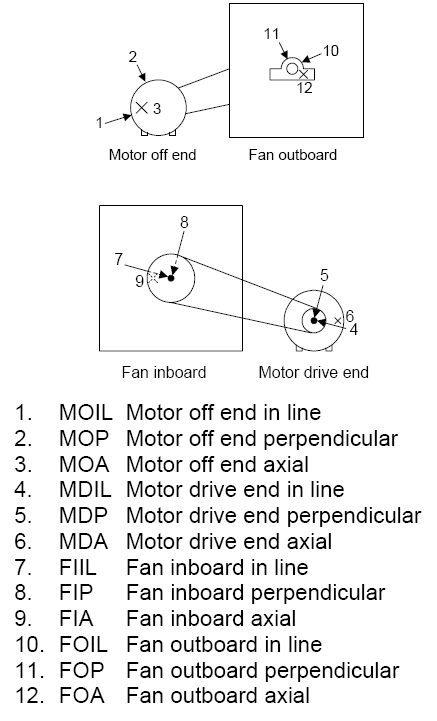 11
10
2
12
3
1
Motor off end
Fan outboard
8
7
9
5
6
4
Fan inboard
Motor drive end
1. MOIL Motor off end in line
2. MOP Motor off end perpendicular
3. MOA Motor off end axial
4. MDIL Motor drive end in line
5. MDP Motor drive end perpendicular
6. MDA Motor drive end axial
7. FIIL Fan inboard in line
8. FIP Fan inboard perpendicular
9. FIA Fan inboard axial
10. FOIL Fan outboard in line
11. FOP Fan outboard perpendicular
12. FOA Fan outboard axial